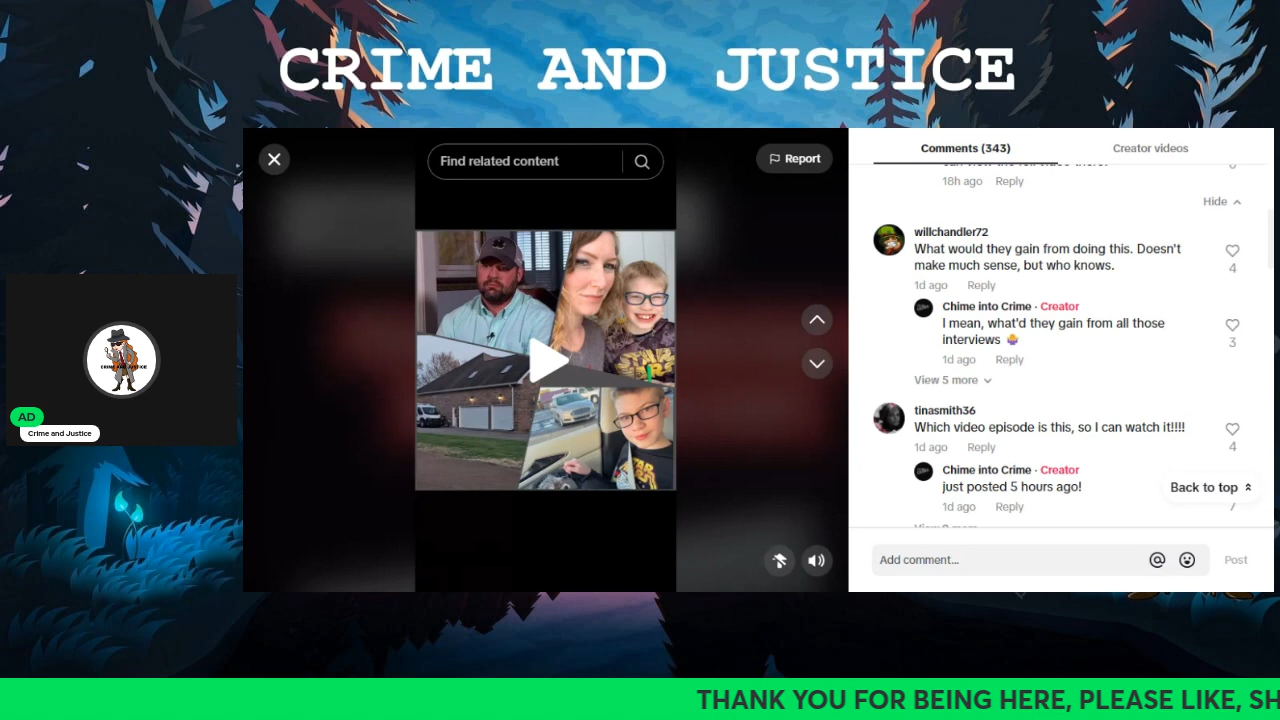 CRIME AND JUSTICE
Find related content
Report
Comments (343)
Creator videos
18h ago Reply
Hide
willchandler72
What would they gain from doing this. Doesn't
make much sense, but who knows.
4
1d ago Reply
Chime into Crime · Creator
I mean, what'd they gain from all those
interviews
3
1d ago Reply
View 5 more
tinasmith36
Which video episode is this, so I can watch it!!!!
4
1d ago Reply
Chime into Crime · Creator
just posted 5 hours ago!
Back to top
1d ago Reply
Add comment...
Post
CRIME AND JUSTICE
AD
Crime and Justice
THANK YOU FOR BEING HERE, PLEASE LIKE, SH